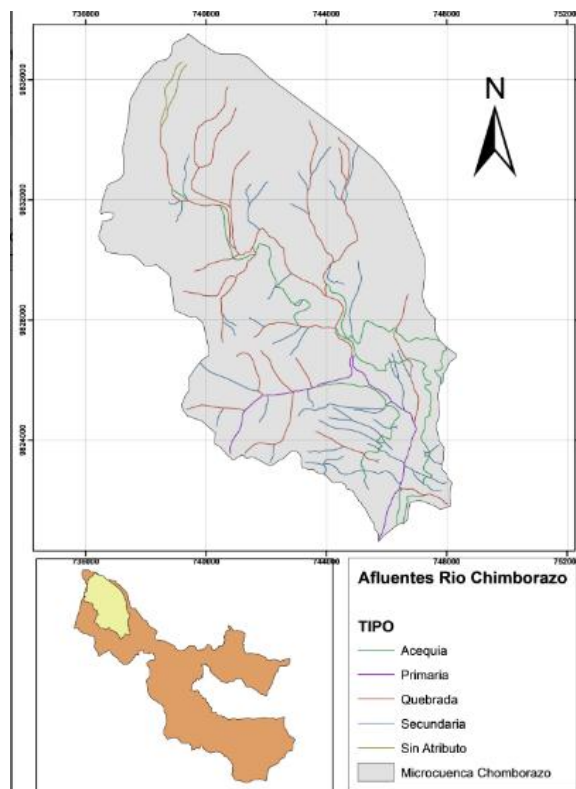 736000 740000 744000 748000 752000
9836000
N
9832000
9828000
9824000
736000 740000 744000 748000 752000
Afluentes Rio Chimborazo
TIPO
Acequia
Primaria
Quebrada
Secundaria
Sin Atributo
Microcuenca Chomborazo